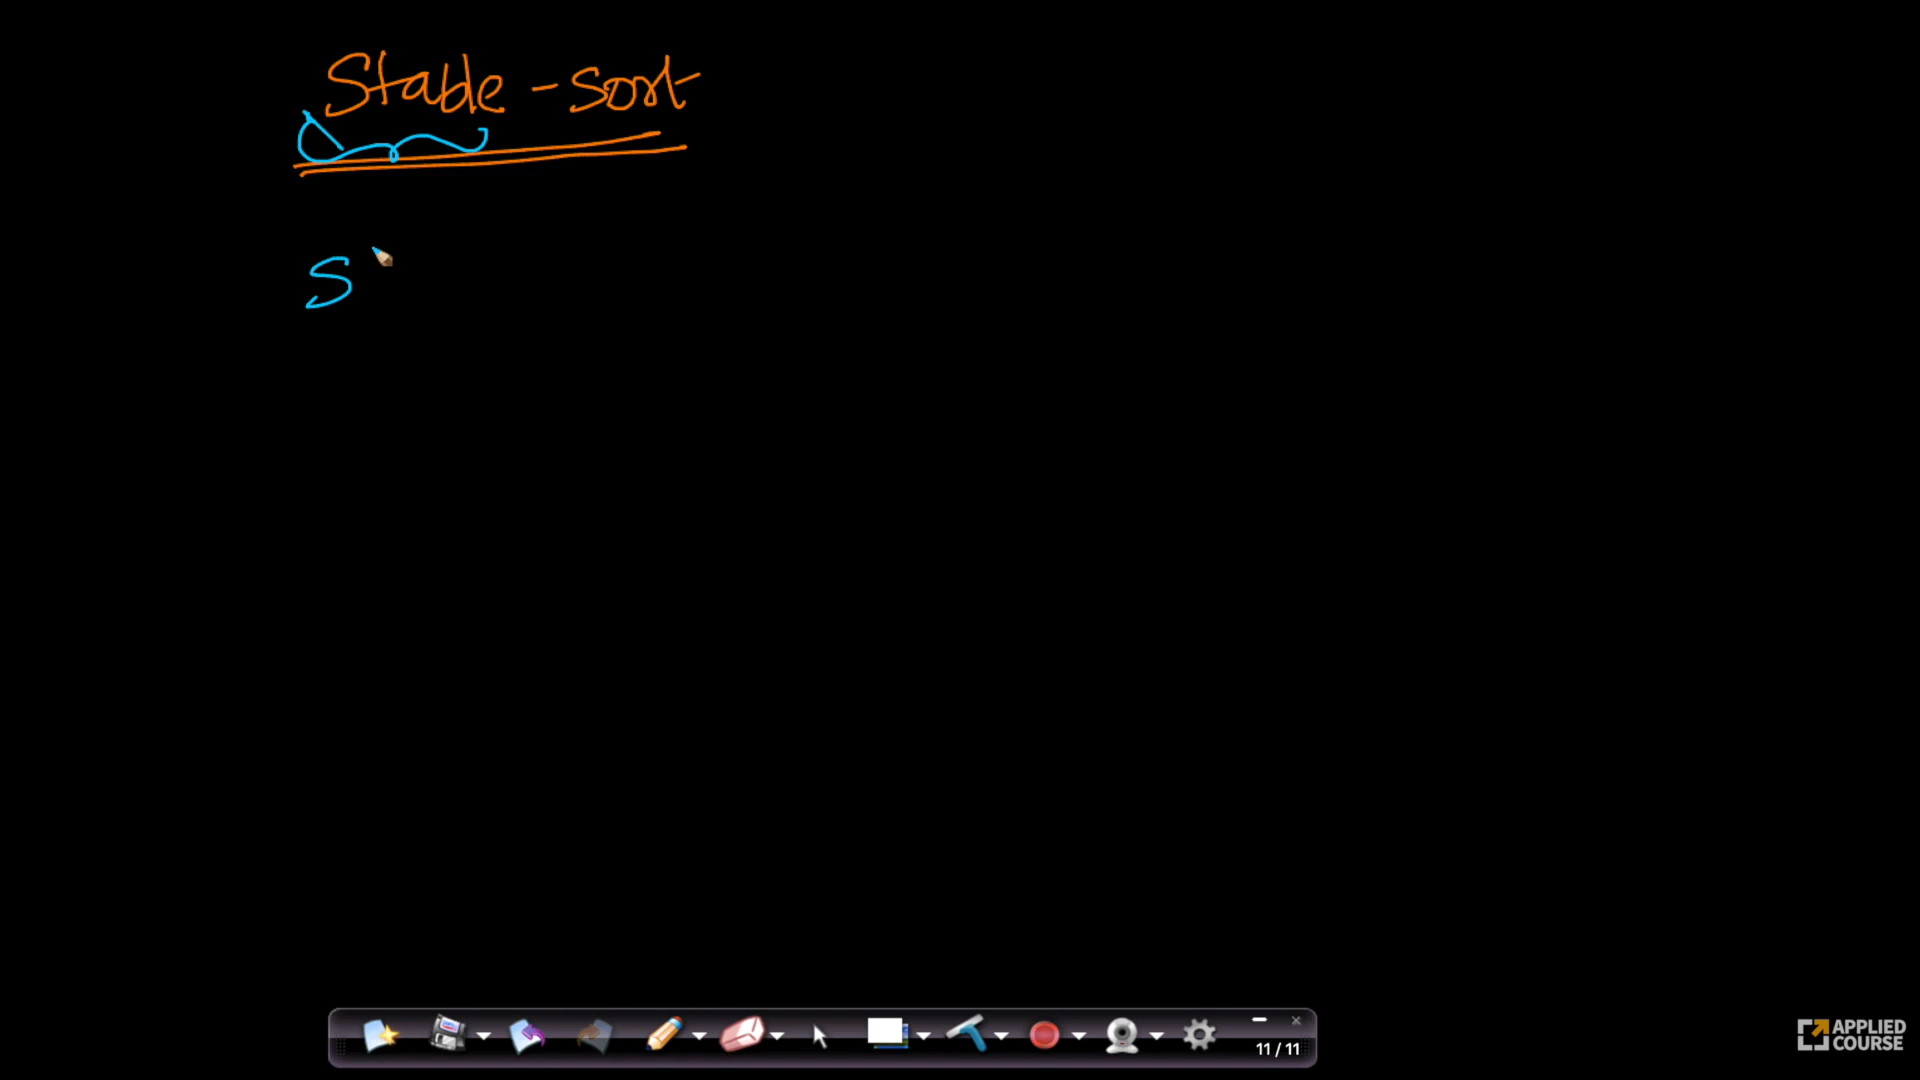 Stable - Sort
S
11 / 11
APPLIED
COURSE